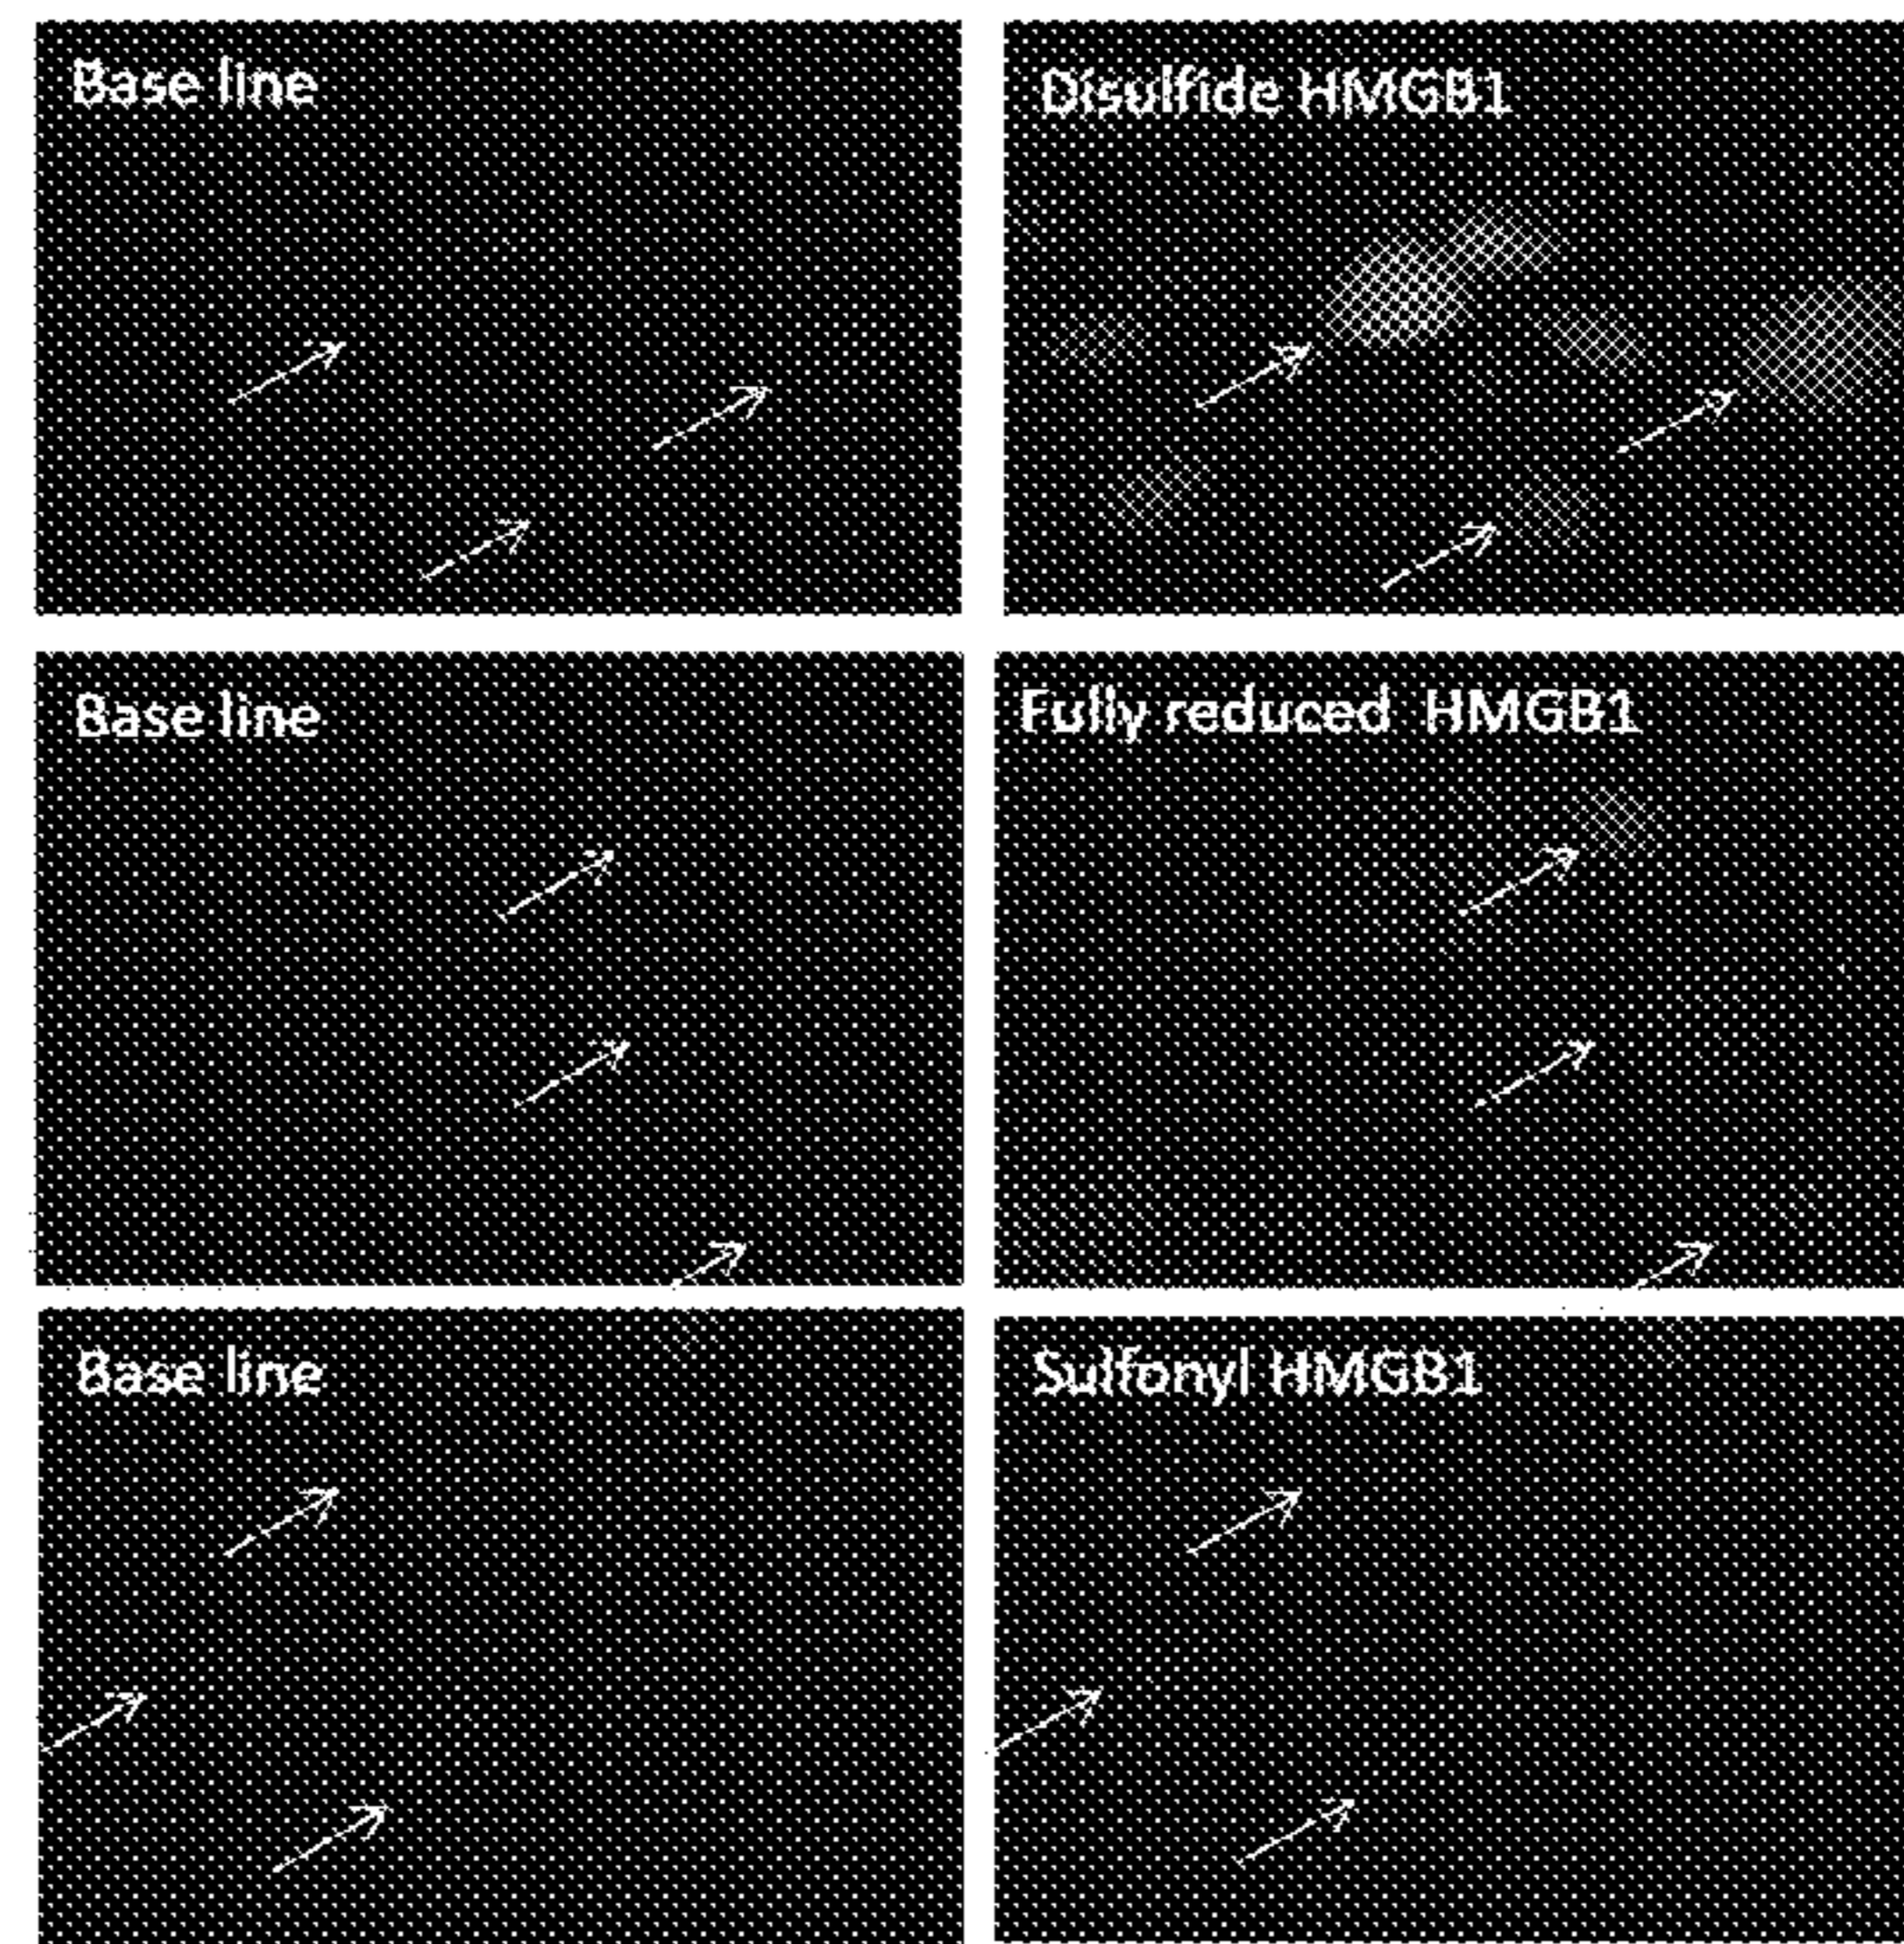 Base line
Disulfide HMGB1
Base line
Fully reduced HMGB1
Base line
Sulfonyl HMGB1